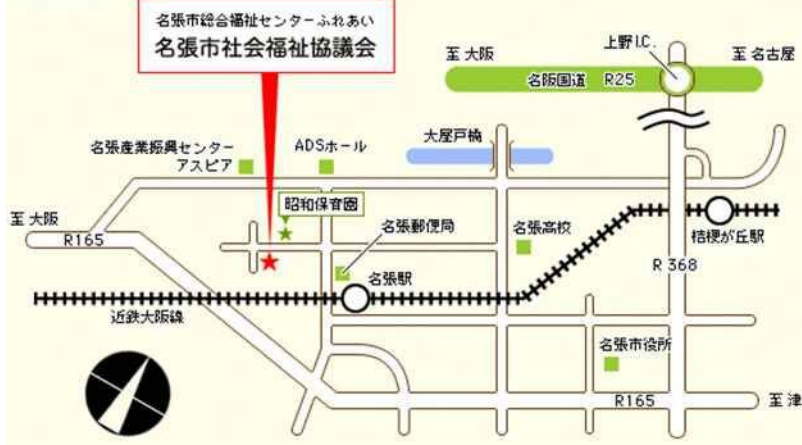 名張市総合福祉センターふれあい
名張市社会福祉協議会
至 大阪
上野I.C.
至 名古屋
名阪国道 R25
名張産業振興センター
アスピア
ADSホール
大屋戸橋
昭和保育園
至 大阪
R165
名張郵便局
名張高校
桔梗が丘駅
名張駅
R 368
近鉄大阪線
名張市役所
R165
至 津